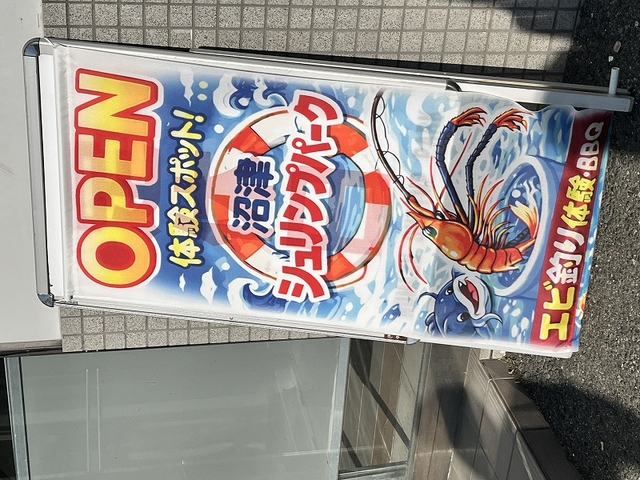 OPEN
体験スポット!
沼津
シュリンプパーク
エビ釣り体験・BBQ